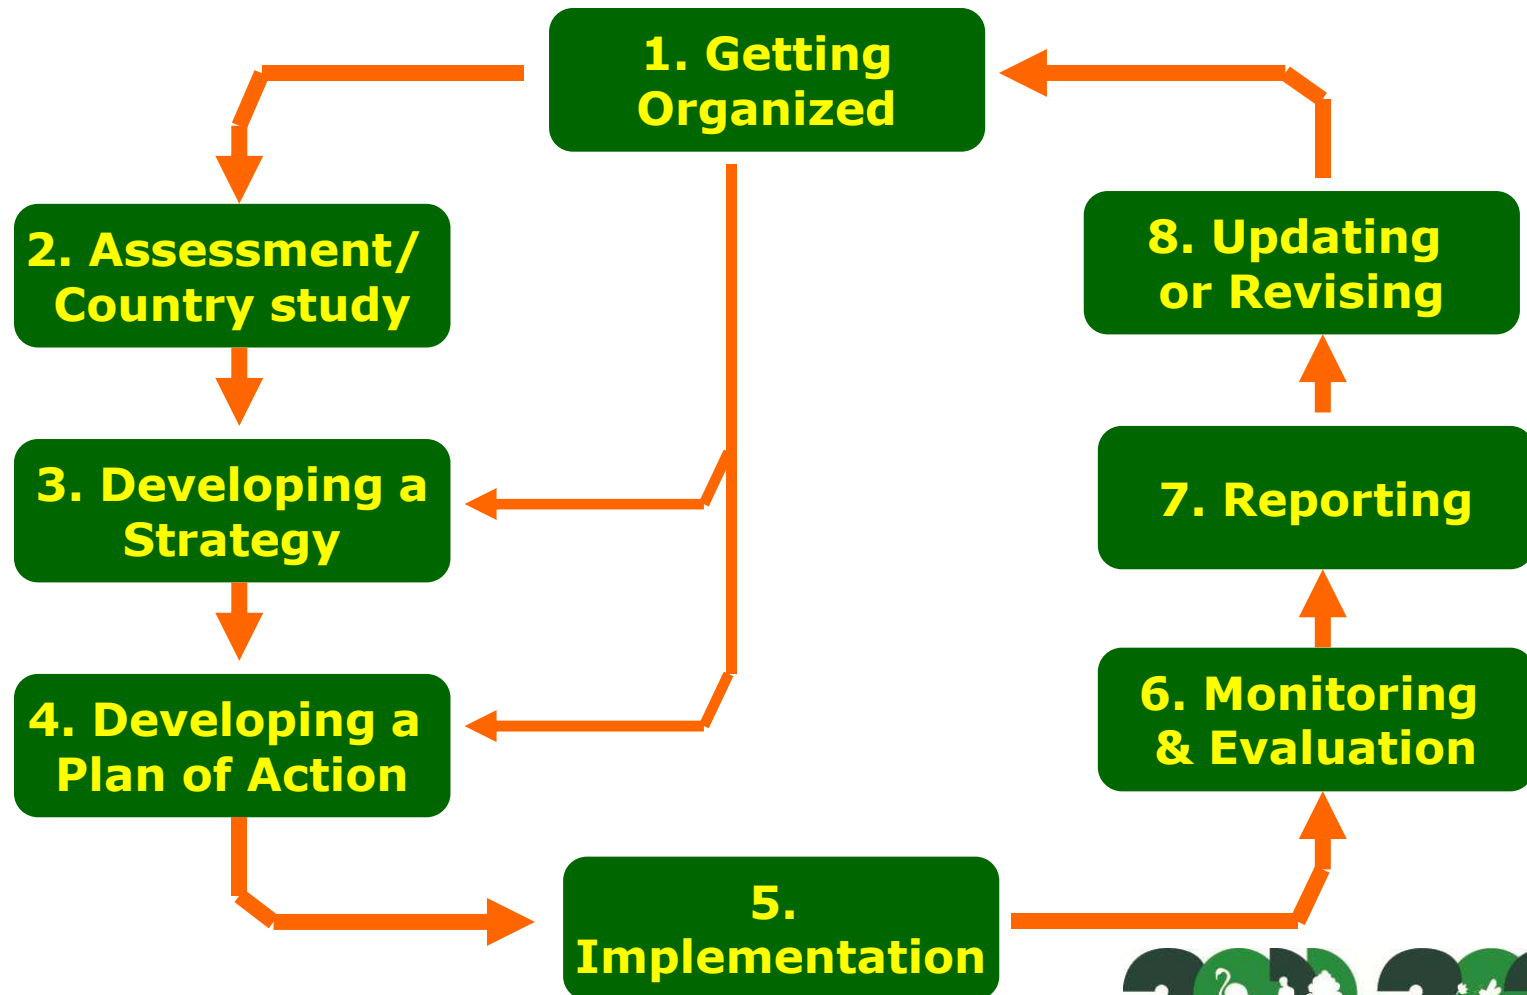 1. Getting
Organized
2. Assessment/
Country study
3. Developing a
Strategy
4. Developing a
Plan of Action
5.
Implementation
6. Monitoring
& Evaluation
7. Reporting
8. Updating
or Revising